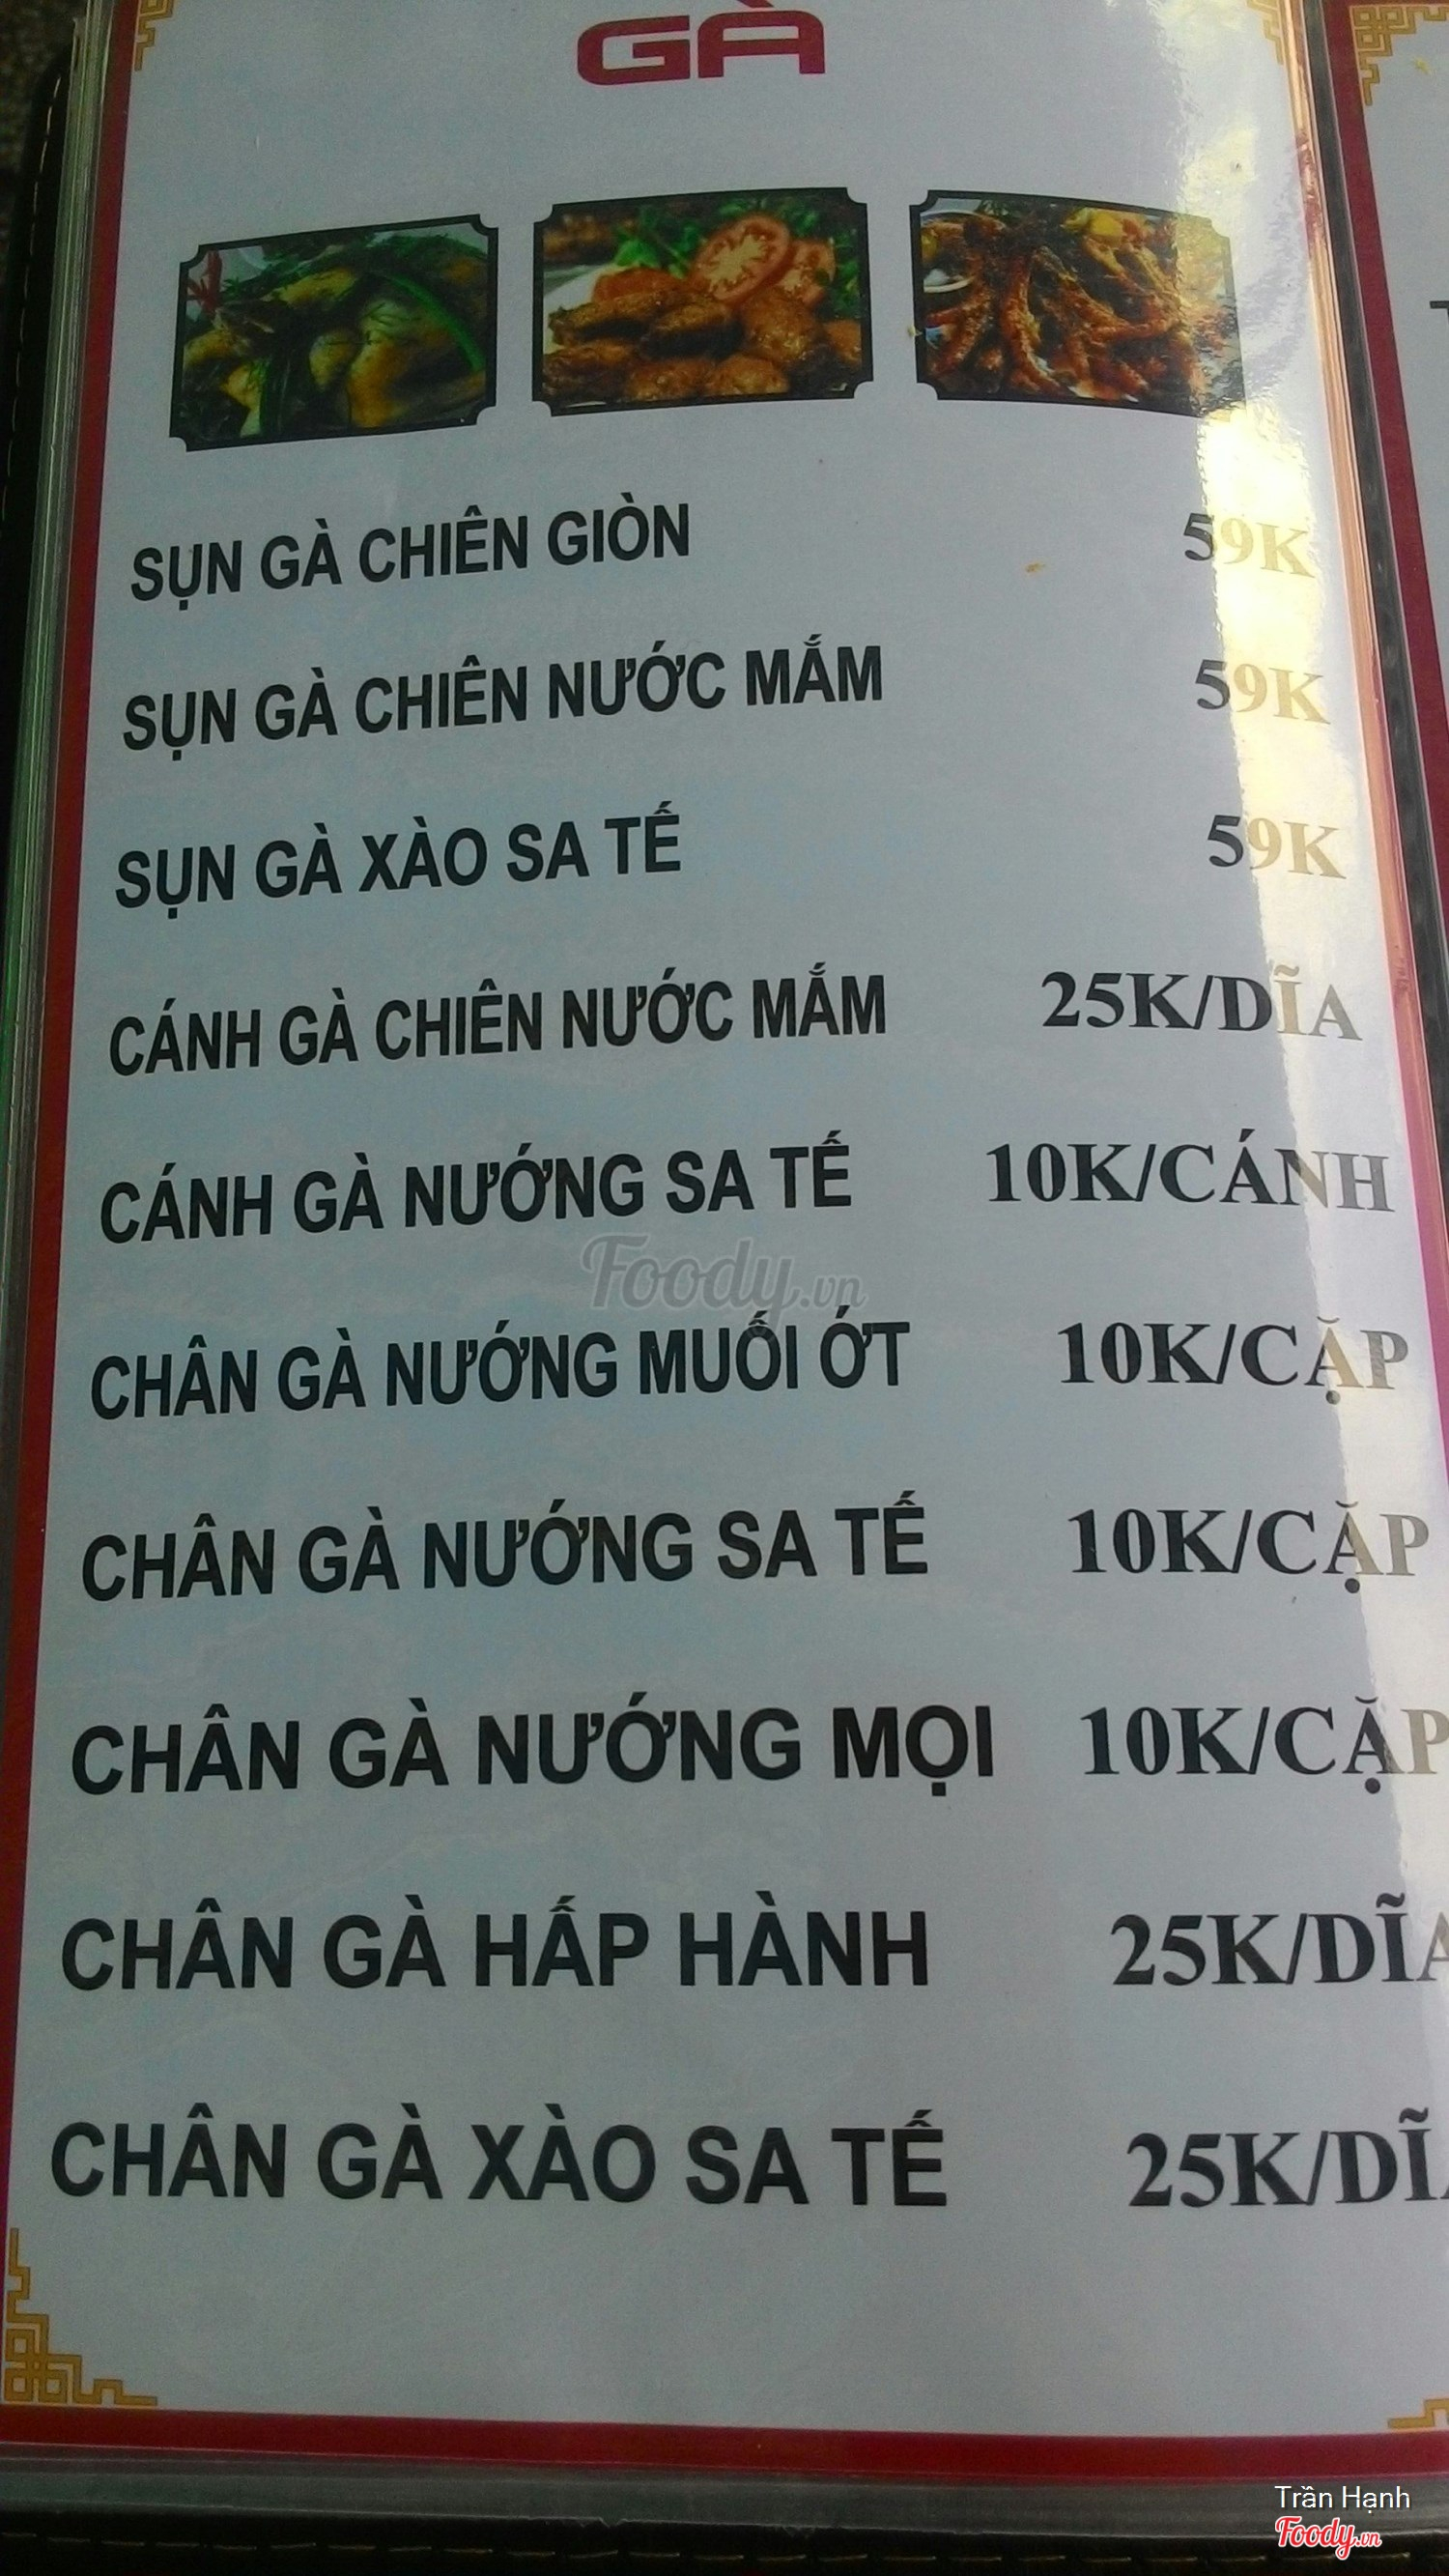 GÀ
SỤN GÀ CHIÊN GIÒN 59K
SỤN GÀ CHIÊN NƯỚC MẮM 59K
SỤN GÀ XÀO SA TẾ 59K
CÁNH GÀ CHIÊN NƯỚC MẮM 25K/DĨA
CÁNH GÀ NƯỚNG SA TẾ 10K/CÁNH
Foody.vn
CHÂN GÀ NƯỚNG MUỐI ỚT 10K/CẶP
CHÂN GÀ NƯỚNG SA TẾ 10K/CẶP
CHÂN GÀ NƯỚNG MỌI 10K/CẶP
CHÂN GÀ HẤP HÀNH 25K/DĨA
CHÂN GÀ XÀO SA TẾ 25K/DĨA
Trần Hạnh
Foody.vn